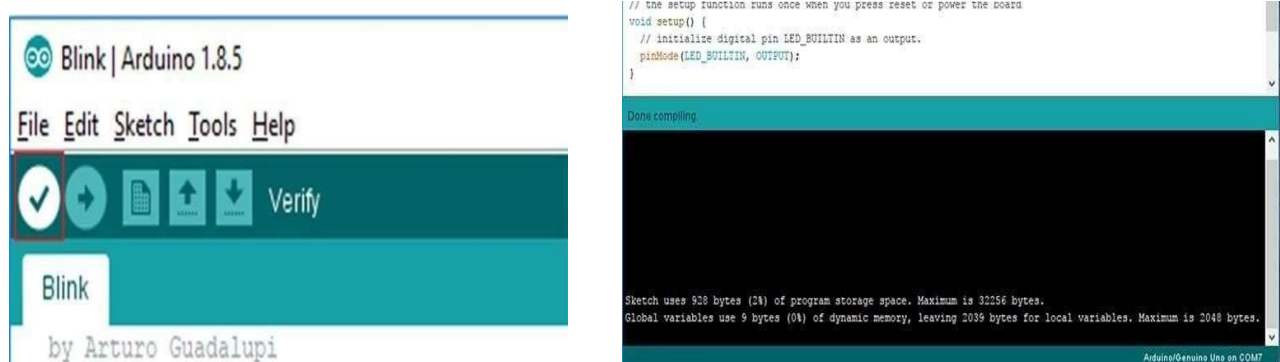 Blink | Arduino 1.8.5
File Edit Sketch Tools Help
Verify
Blink
by Arturo Guadalupi
// the setup function runs once when you press reset or power the board
void setup() {
// initialize digital pin LED_BUILTIN as an output.
pinMode(LED_BUILTIN, OUTPUT);
}
Done compiling.
Sketch uses 928 bytes (2%) of program storage space. Maximum is 32256 bytes.
Global variables use 9 bytes (0%) of dynamic memory, leaving 2039 bytes for local variables. Maximum is 2048 bytes.
Arduino/Genuino Uno on COM7